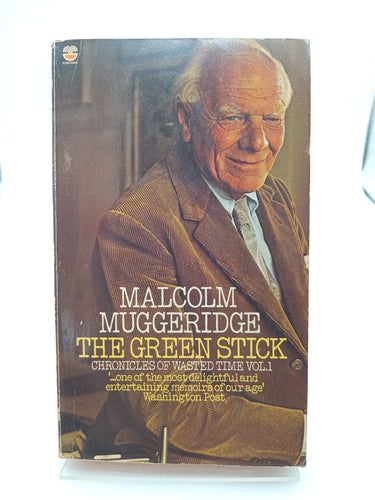 MALCOLM
MUGGERIDGE
THE GREEN STICK
CHRONICLES OF WASTED TIME VOL.1
'...one of the most delightful and
entertaining memoirs of our age'
Washington Post